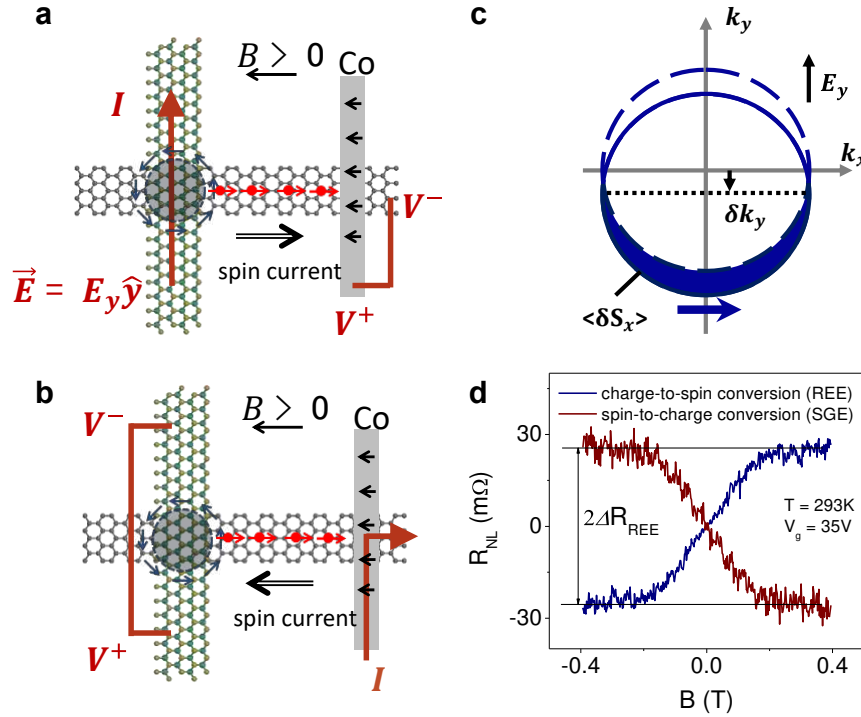 a
B > 0
Co
I
V⁻
E⃗ = E_y ŷ
spin current
V⁺
b
B > 0
Co
V⁻
spin current
V⁺
I
c
k_y
E_y
k_x
δk_y
<δS_x>
d
charge-to-spin conversion (REE)
spin-to-charge conversion (SGE)
30
0
-30
R_NL (mΩ)
2ΔR_REE
T = 293K
V_g = 35V
-0.4
0.0
0.4
B (T)